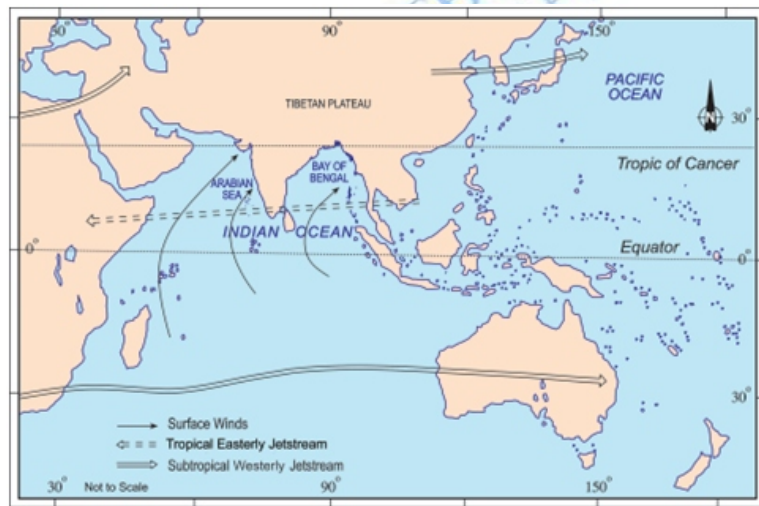 30°
90°
150°
PACIFIC
OCEAN
TIBETAN PLATEAU
N
30°
Tropic of Cancer
BAY OF
BENGAL
ARABIAN
SEA
INDIAN OCEAN
0°
Equator
0°
30°
Surface Winds
Tropical Easterly Jetstream
Subtropical Westerly Jetstream
30°
Not to Scale
90°
150°